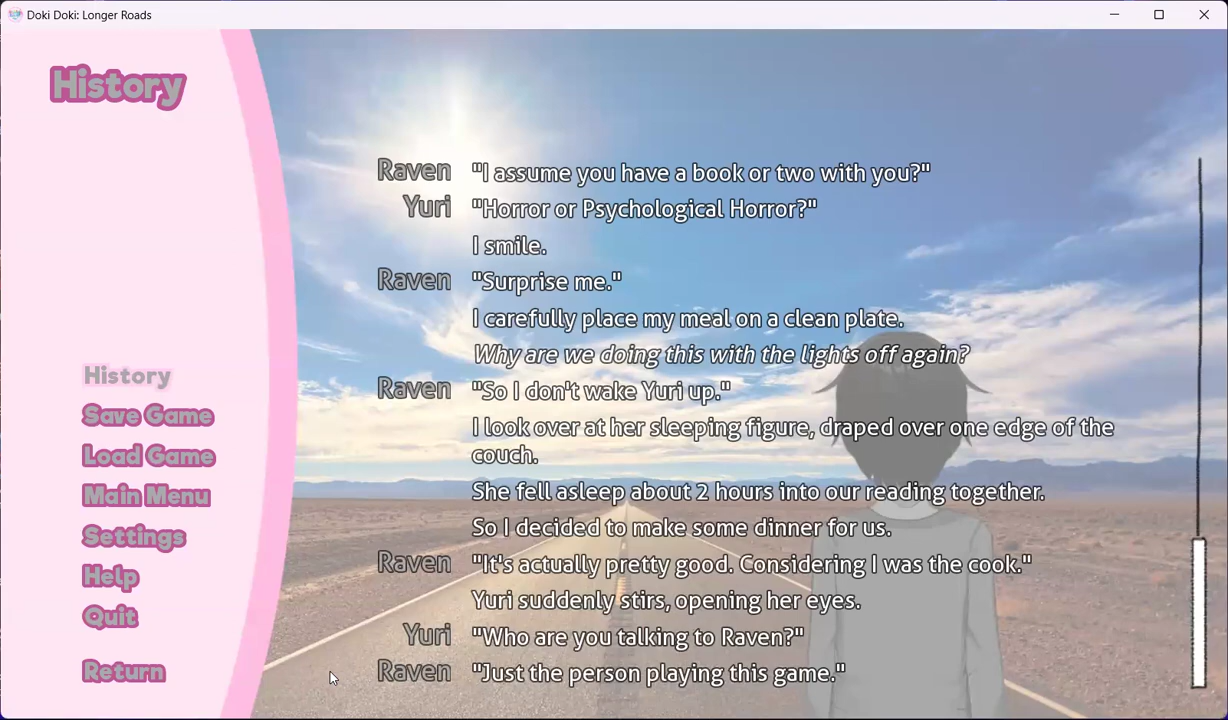 Doki Doki: Longer Roads
History
Raven "I assume you have a book or two with you?"
Yuri "Horror or Psychological Horror?"
I smile.
Raven "Surprise me."
I carefully place my meal on a clean plate.
Why are we doing this with the lights off again?
Raven "So I don't wake Yuri up."
I look over at her sleeping figure, draped over one edge of the
couch.
She fell asleep about 2 hours into our reading together.
So I decided to make some dinner for us.
Raven "It's actually pretty good. Considering I was the cook."
Yuri suddenly stirs, opening her eyes.
Yuri "Who are you talking to Raven?"
Raven "Just the person playing this game."
History
Save Game
Load Game
Main Menu
Settings
Help
Quit
Return